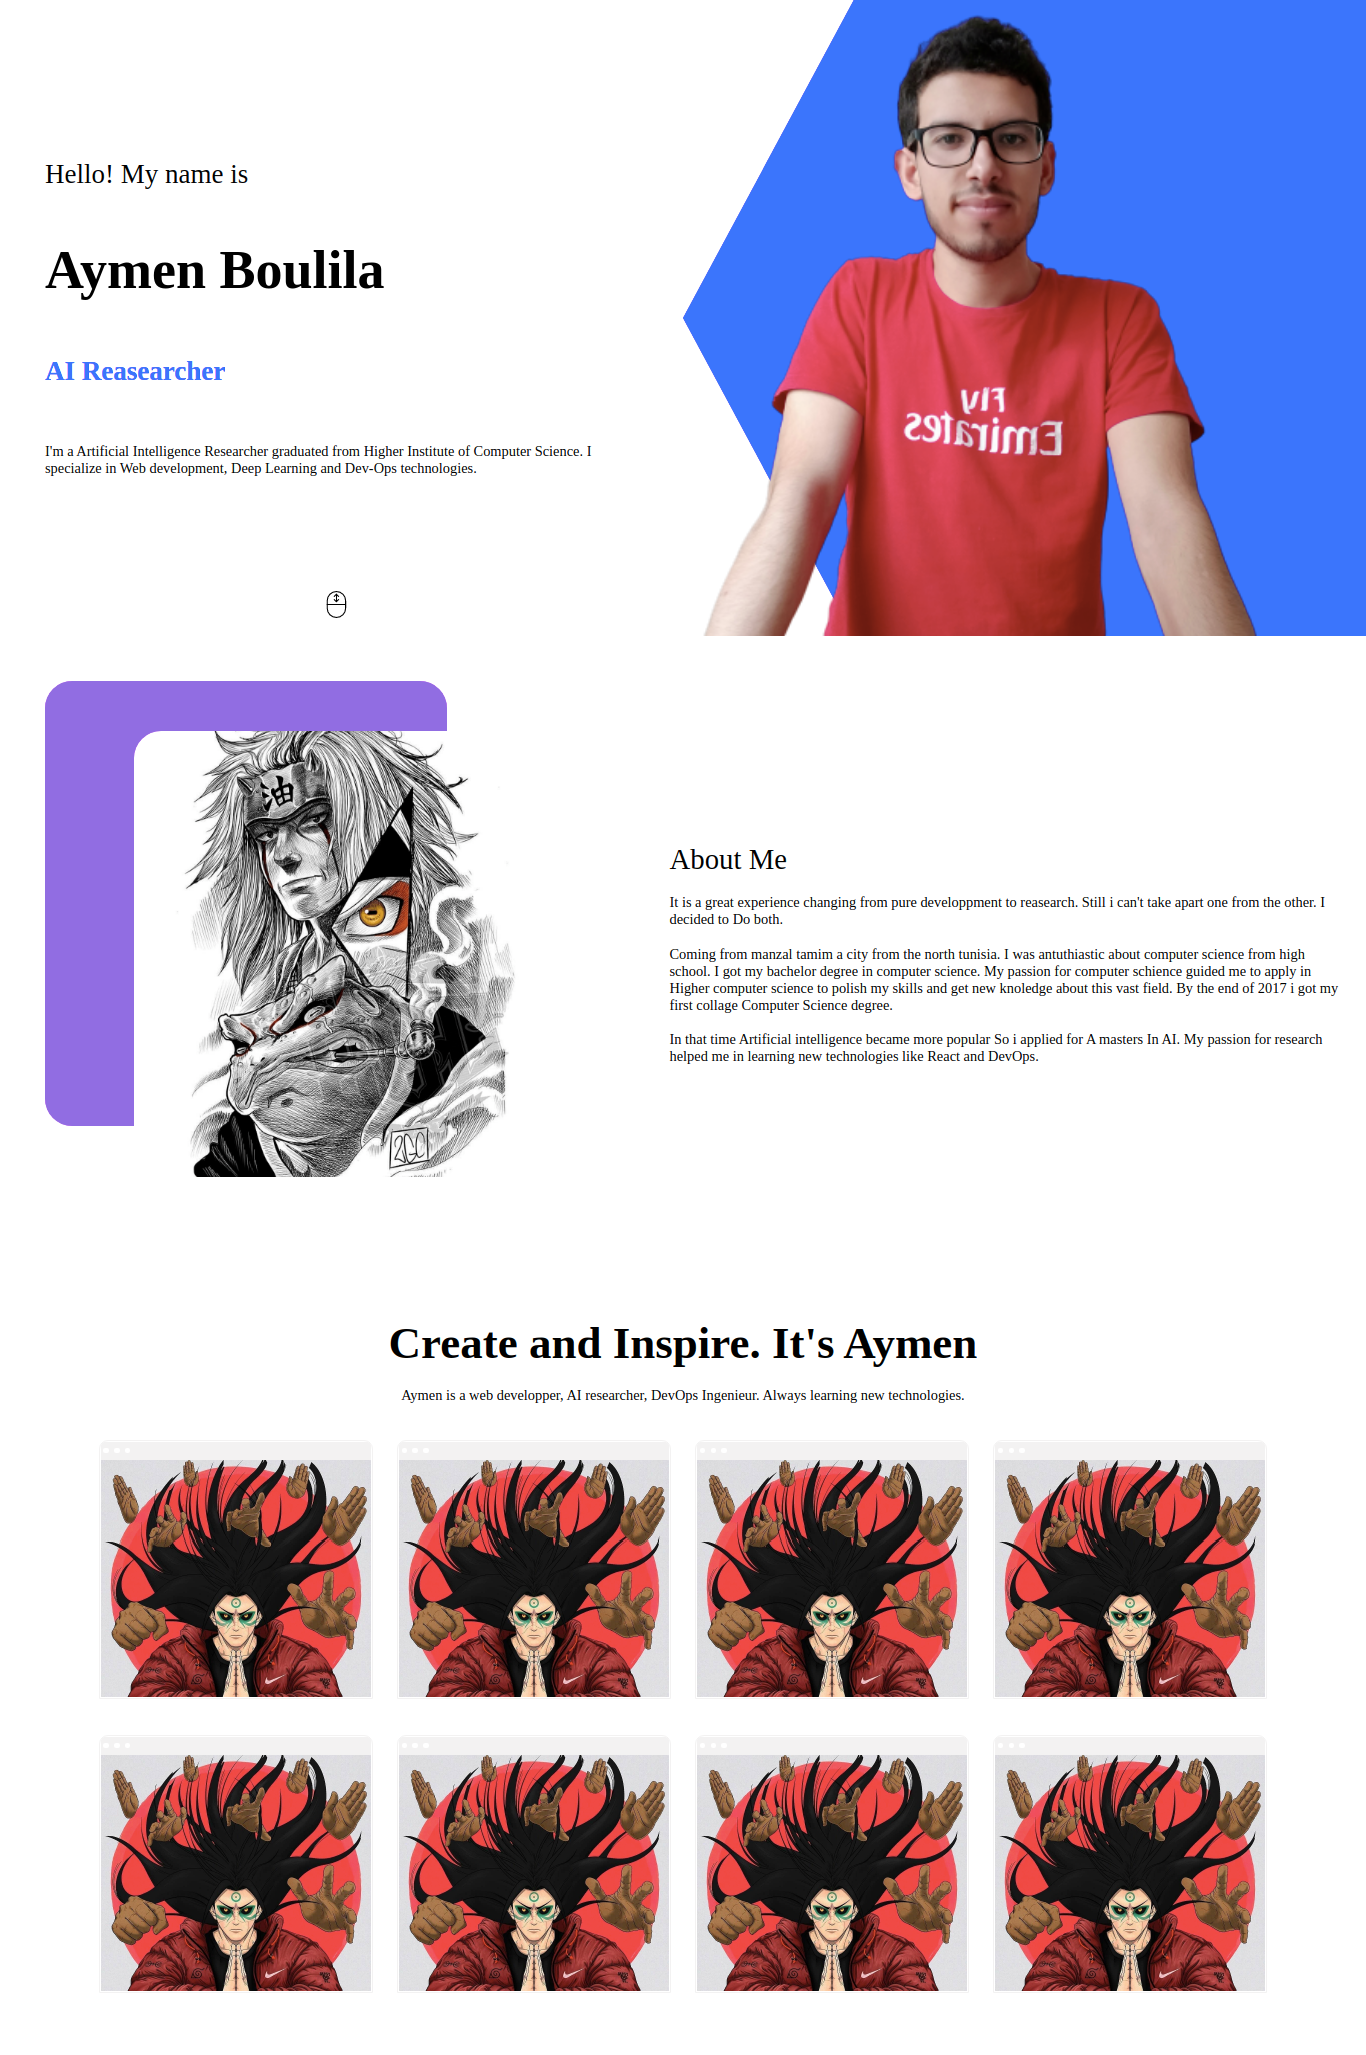 Hello! My name is
Aymen Boulila
AI Reasearcher
I'm a Artificial Intelligence Researcher graduated from Higher Institute of Computer Science. I
specialize in Web development, Deep Learning and Dev-Ops technologies.
Fly
Emirates
油
About Me
It is a great experience changing from pure developpment to reasearch. Still i can't take apart one from the other. I
decided to Do both.
Coming from manzal tamim a city from the north tunisia. I was antuthiastic about computer science from high
school. I got my bachelor degree in computer science. My passion for computer schience guided me to apply in
Higher computer science to polish my skills and get new knoledge about this vast field. By the end of 2017 i got my
first collage Computer Science degree.
In that time Artificial intelligence became more popular So i applied for A masters In AI. My passion for research
helped me in learning new technologies like React and DevOps.
2GC
Create and Inspire. It's Aymen
Aymen is a web developper, AI researcher, DevOps Ingenieur. Always learning new technologies.